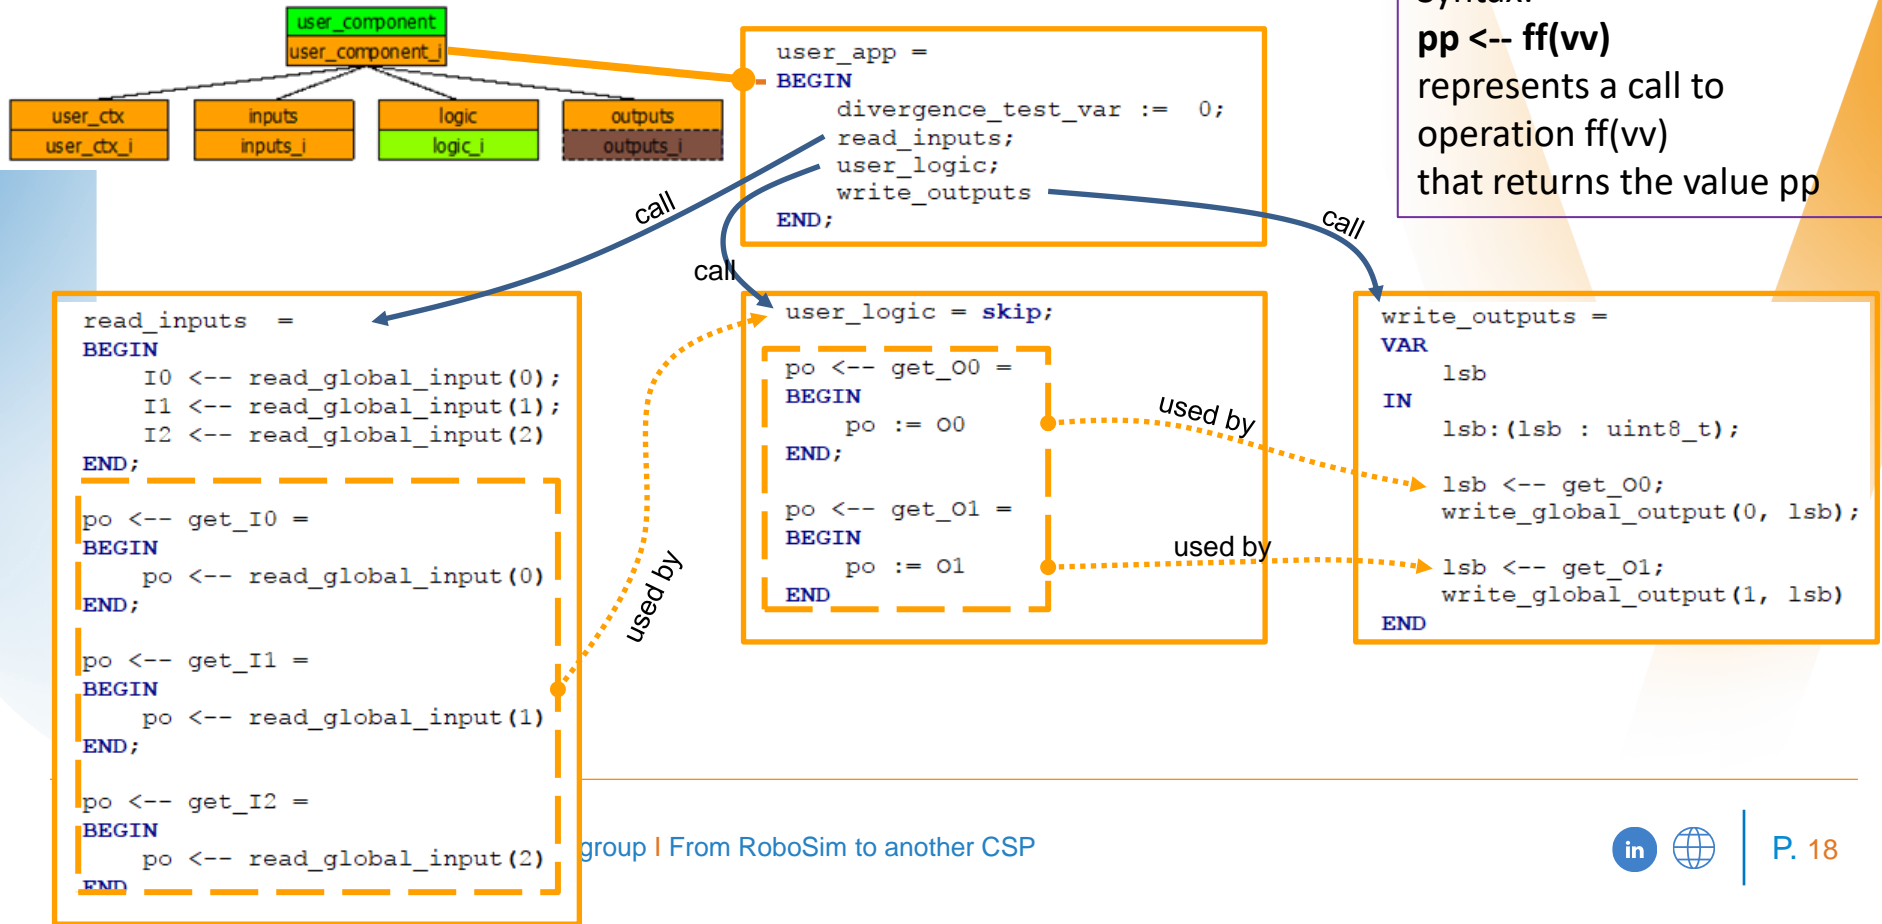 user_component
user_component_i
user_ctx
user_ctx_i
inputs
inputs_i
logic
logic_i
outputs
outputs_i
user_app =
BEGIN
divergence_test_var := 0;
read_inputs;
user_logic;
write_outputs
END;
pp <-- ff(vv)
represents a call to
operation ff(vv)
that returns the value pp
call
call
call
read_inputs =
BEGIN
I0 <-- read_global_input(0);
I1 <-- read_global_input(1);
I2 <-- read_global_input(2)
END;
po <-- get_I0 =
BEGIN
po <-- read_global_input(0)
END;
po <-- get_I1 =
BEGIN
po <-- read_global_input(1)
END;
po <-- get_I2 =
BEGIN
po <-- read_global_input(2)
END
used by
user_logic = skip;
po <-- get_O0 =
BEGIN
po := O0
END;
po <-- get_O1 =
BEGIN
po := O1
END
used by
used by
write_outputs =
VAR
lsb
IN
lsb:(lsb : uint8_t);
lsb <-- get_O0;
write_global_output(0, lsb);
lsb <-- get_O1;
write_global_output(1, lsb)
END
group I From RoboSim to another CSP
in
P. 18